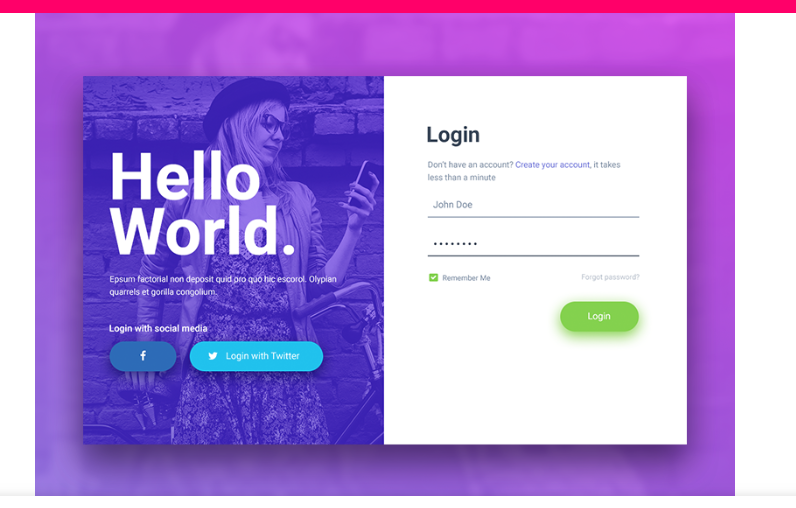 Hello
World.
Epsum factorial non deposit quid pro quo hic escorol. Olypian
quarrels et gorilla congolium.
Login with social media
f
Login with Twitter
Login
Don't have an account? Create your account, it takes
less than a minute
John Doe
••••••••
Remember Me
Forgot password?
Login